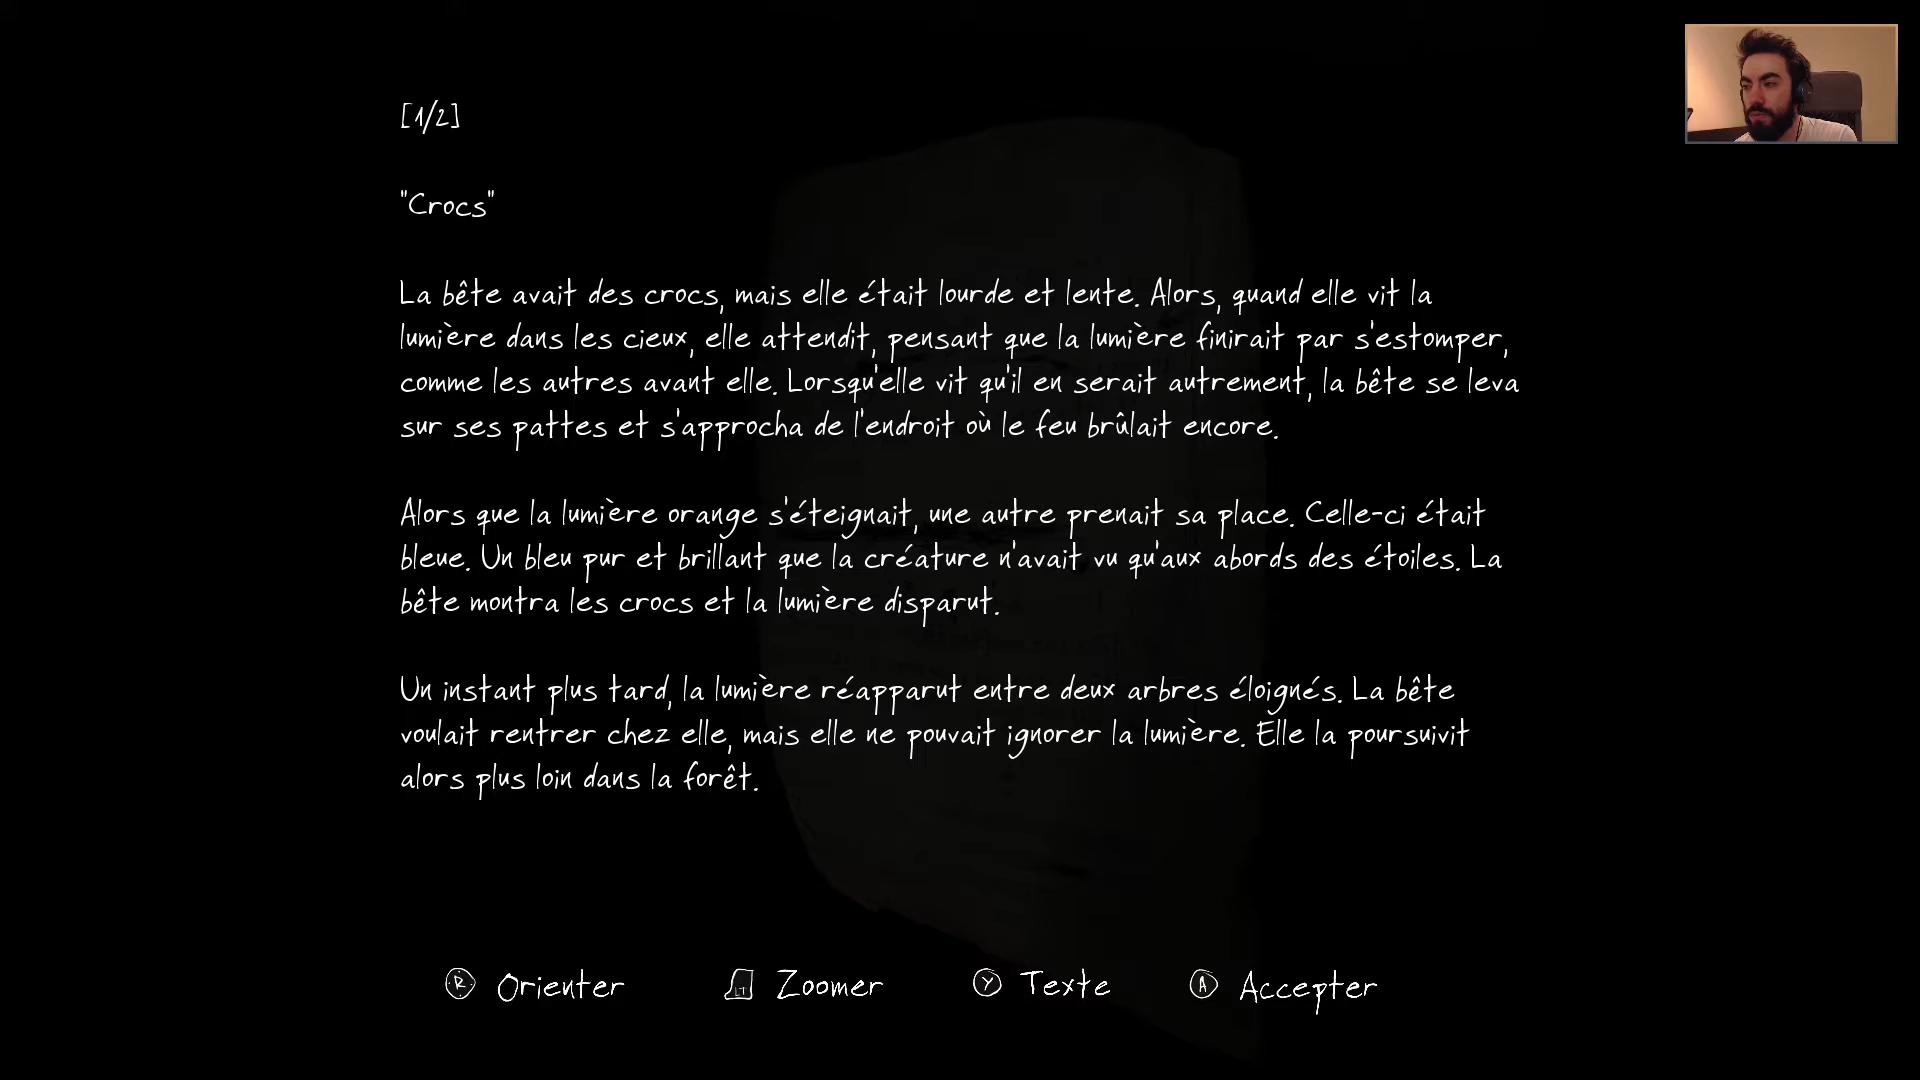 [1/2]
"Crocs"
La bête avait des crocs, mais elle était lourde et lente. Alors, quand elle vit la
lumière dans les cieux, elle attendit, pensant que la lumière finirait par s'estomper,
comme les autres avant elle. Lorsqu'elle vit qu'il en serait autrement, la bête se leva
sur ses pattes et s'approcha de l'endroit où le feu brûlait encore.
Alors que la lumière orange s'éteignait, une autre prenait sa place. Celle-ci était
bleue. Un bleu pur et brillant que la créature n'avait vu qu'aux abords des étoiles. La
bête montra les crocs et la lumière disparut.
Un instant plus tard, la lumière réapparut entre deux arbres éloignés. La bête
voulait rentrer chez elle, mais elle ne pouvait ignorer la lumière. Elle la poursuivit
alors plus loin dans la forêt.
R Orienter LT Zoomer Y Texte A Accepter